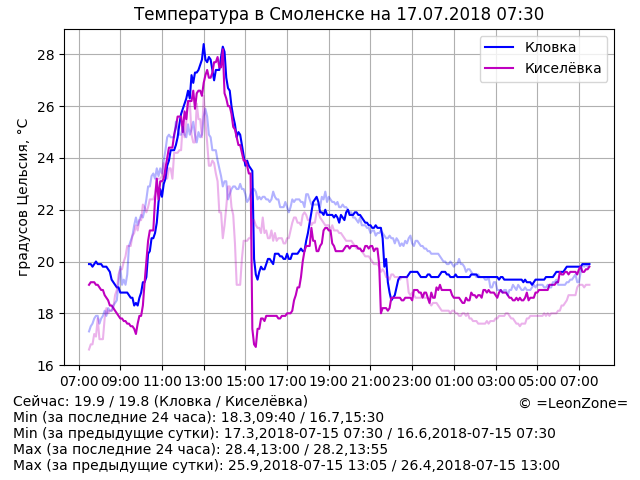 Температура в Смоленске на 17.07.2018 07:30
Кловка
Киселёвка
градусов Цельсия, °C
28
26
24
22
20
18
16
07:00 09:00 11:00 13:00 15:00 17:00 19:00 21:00 23:00 01:00 03:00 05:00 07:00
Сейчас: 19.9 / 19.8 (Кловка / Киселёвка)
© =LeonZone=
Min (за последние 24 часа): 18.3,09:40 / 16.7,15:30
Min (за предыдущие сутки): 17.3,2018-07-15 07:30 / 16.6,2018-07-15 07:30
Max (за последние 24 часа): 28.4,13:00 / 28.2,13:55
Max (за предыдущие сутки): 25.9,2018-07-15 13:05 / 26.4,2018-07-15 13:00